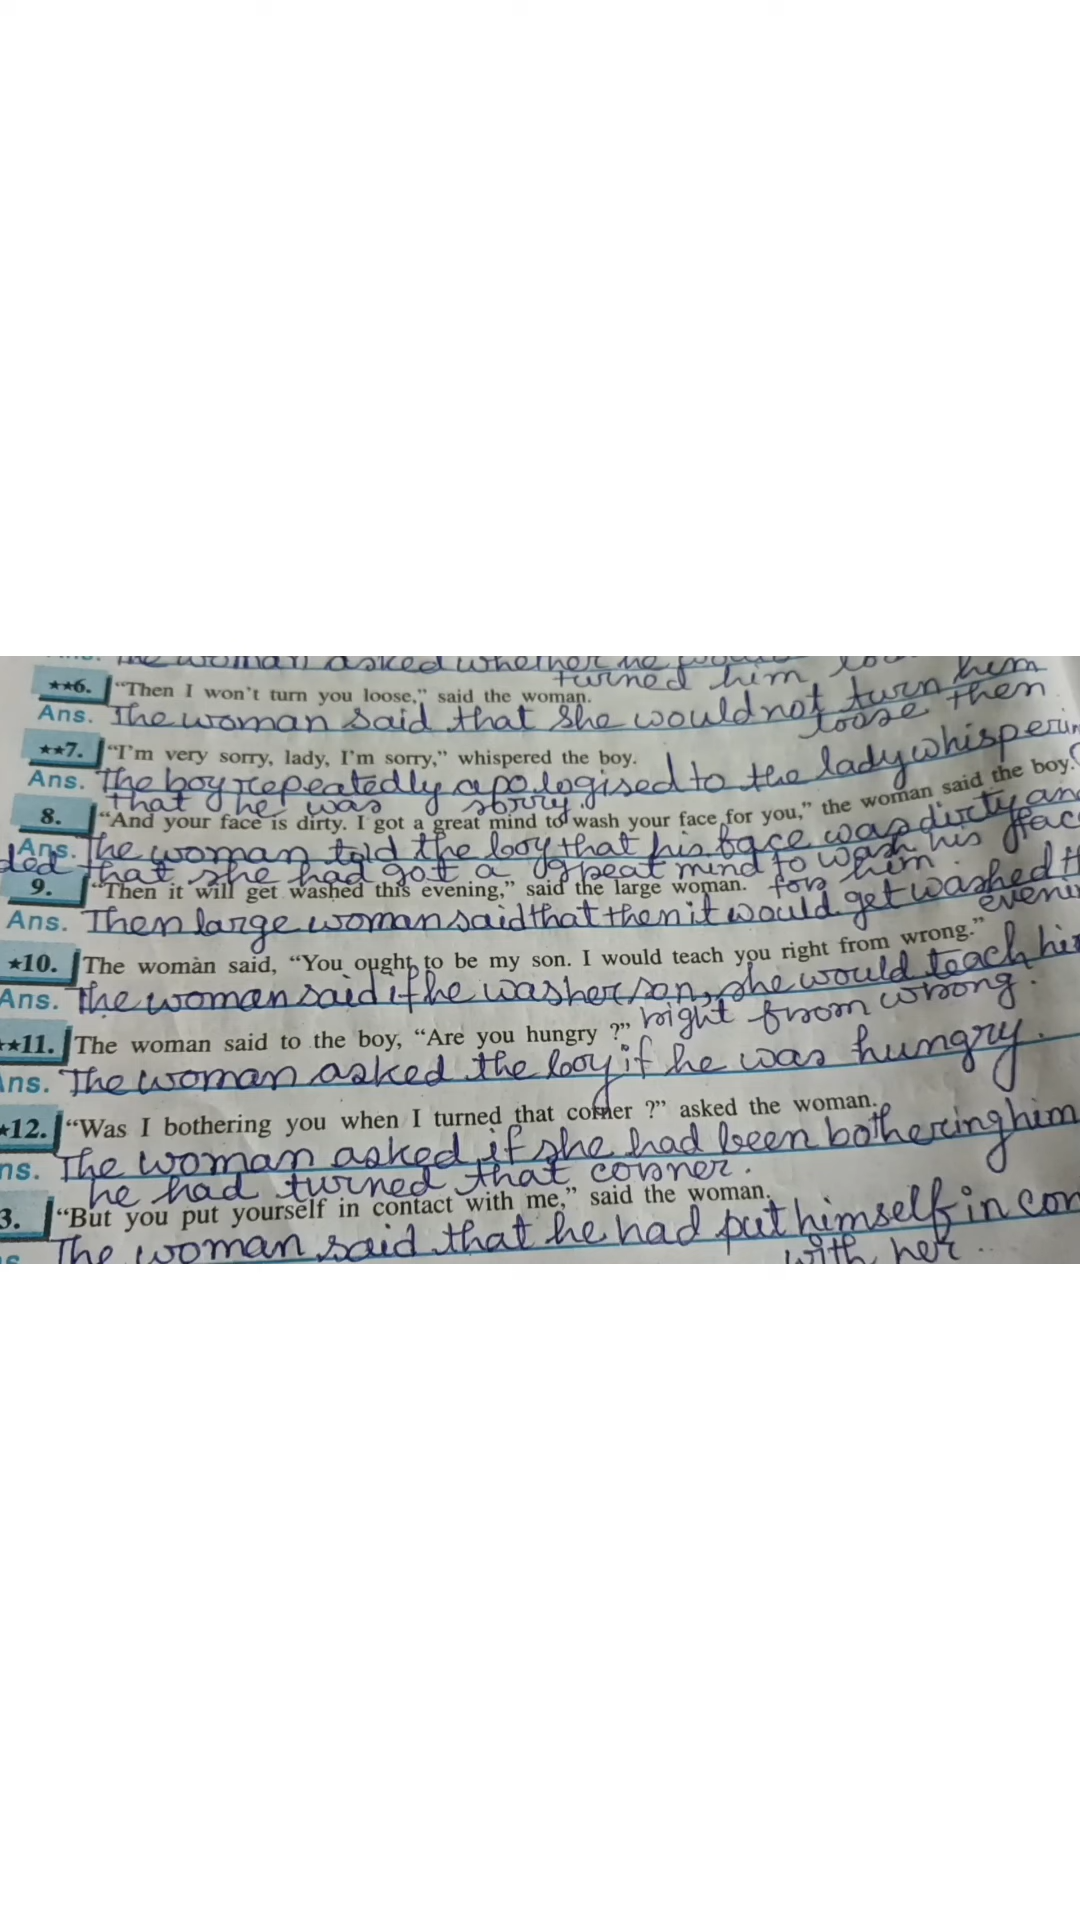 The woman asked whether he
turned him
**6. "Then I won't turn you loose," said the woman.
Ans. The woman said that she would not turn him
loose then
**7. "I'm very sorry, lady, I'm sorry," whispered the boy.
Ans. The boy repeatedly apologised to the lady
that he was sorry.
8. "And your face is dirty. I got a great mind to wash your face for you," the woman said the boy.
Ans. The woman told the boy that his face was dirty
that she had got a great mind to wash his
for him.
9. "Then it will get washed this evening," said the large woman.
Ans. Then large woman said that then it would get washed
*10. The woman said, "You ought to be my son. I would teach you right from wrong."
Ans. The woman said if he was her son, she would teach
right from wrong.
**11. The woman said to the boy, "Are you hungry ?"
Ans. The woman asked the boy if he was hungry.
*12. "Was I bothering you when I turned that corner ?" asked the woman.
ns. The woman asked if she had been bothering him
he had turned that corner.
3. "But you put yourself in contact with me," said the woman.
The woman said that he had put himself in
with her